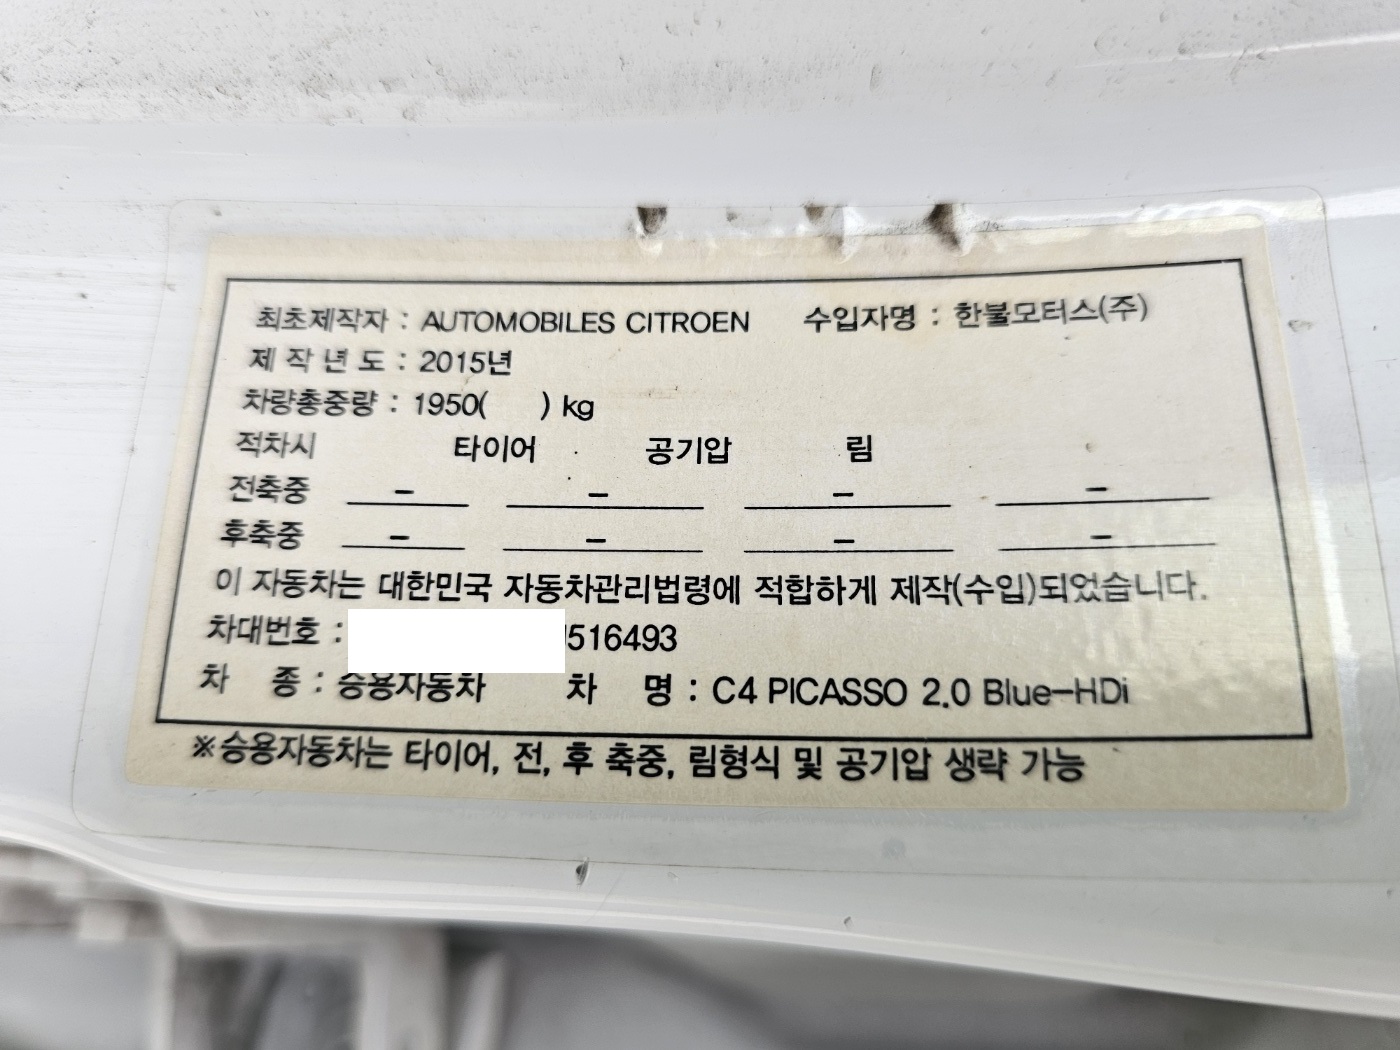 최초제작자 : AUTOMOBILES CITROEN 수입자명 : 한불모터스(주)
제 작 년 도 : 2015년
차량총중량 : 1950( ) kg
적차시 타이어 공기압 림
전축중 – – – –
후축중 – – – –
이 자동차는 대한민국 자동차관리법령에 적합하게 제작(수입)되었습니다.
차대번호 : 516493
차 종 : 승용자동차 차 명 : C4 PICASSO 2.0 Blue-HDi
※승용자동차는 타이어, 전, 후 축중, 림형식 및 공기압 생략 가능